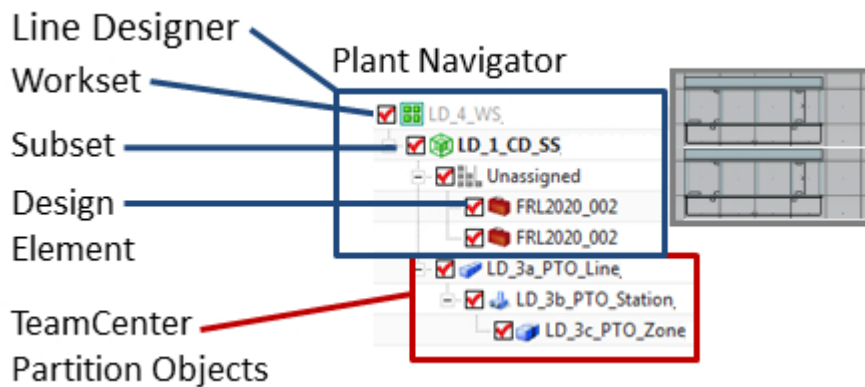 Line Designer
Plant Navigator
Workset
LD_4_WS
Subset
LD_1_CD_SS
Unassigned
Design
FRL2020_002
Element
FRL2020_002
LD_3a_PTO_Line
TeamCenter
LD_3b_PTO_Station
LD_3c_PTO_Zone
Partition Objects